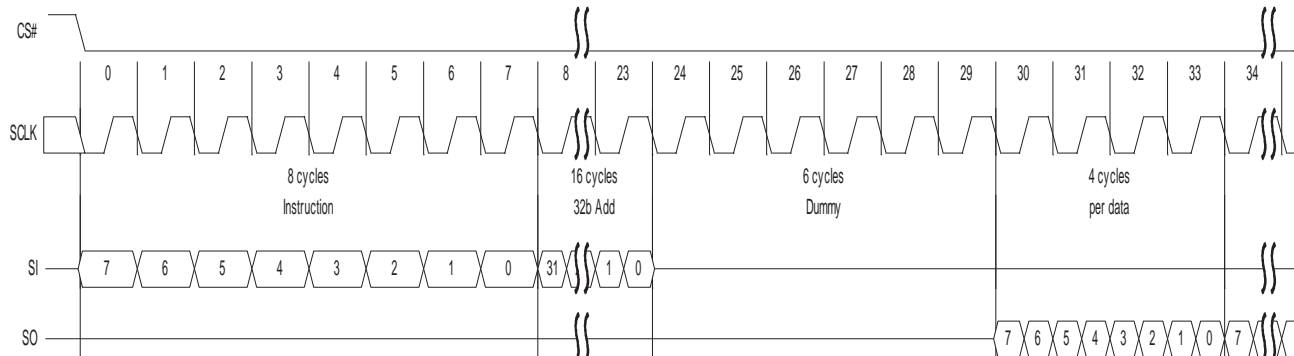 CS#
0 1 2 3 4 5 6 7 8 23 24 25 26 27 28 29 30 31 32 33 34
SCLK
8 cycles 16 cycles 6 cycles 4 cycles
Instruction 32b Add Dummy per data
SI 7 6 5 4 3 2 1 0 31 1 0
SO 7 6 5 4 3 2 1 0 7